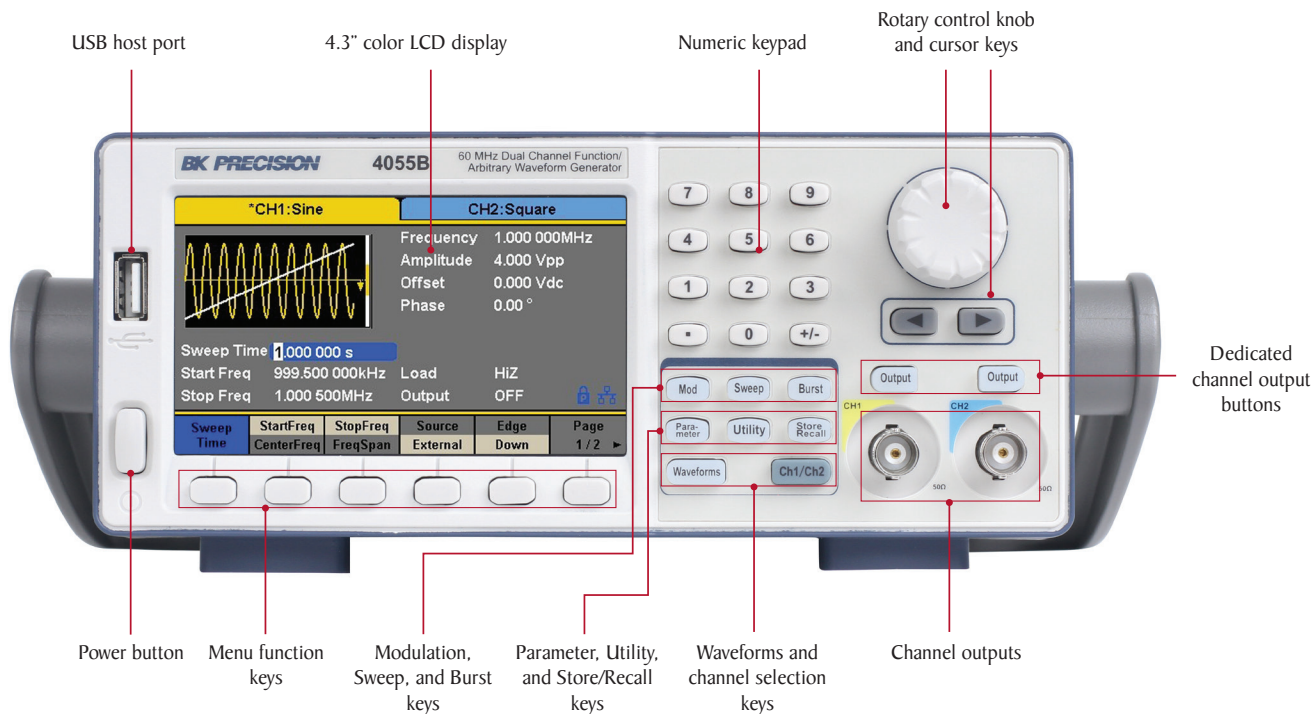 USB host port
4.3” color LCD display
Numeric keypad
Rotary control knob
and cursor keys
BK PRECISION
4055B
60 MHz Dual Channel Function/
Arbitrary Waveform Generator
*CH1:Sine
CH2:Square
Frequency 1.000 000MHz
Amplitude 4.000 Vpp
Offset 0.000 Vdc
Phase 0.00 °
Sweep Time 1.000 000 s
Start Freq 999.500 000kHz Load HiZ
Stop Freq 1.000 500MHz Output OFF
Sweep Time
StartFreq
CenterFreq
StopFreq
FreqSpan
Source
External
Edge
Down
Page
1/2 ►
7 8 9
4 5 6
1 2 3
. 0 +/-
Mod Sweep Burst
Para-
meter
Utility
Store
Recall
Waveforms
Ch1/Ch2
Output
Output
CH1
CH2
50Ω
50Ω
Dedicated
channel output
buttons
Power button
Menu function
keys
Modulation,
Sweep, and Burst
keys
Parameter, Utility,
and Store/Recall
keys
Waveforms and
channel selection
keys
Channel outputs